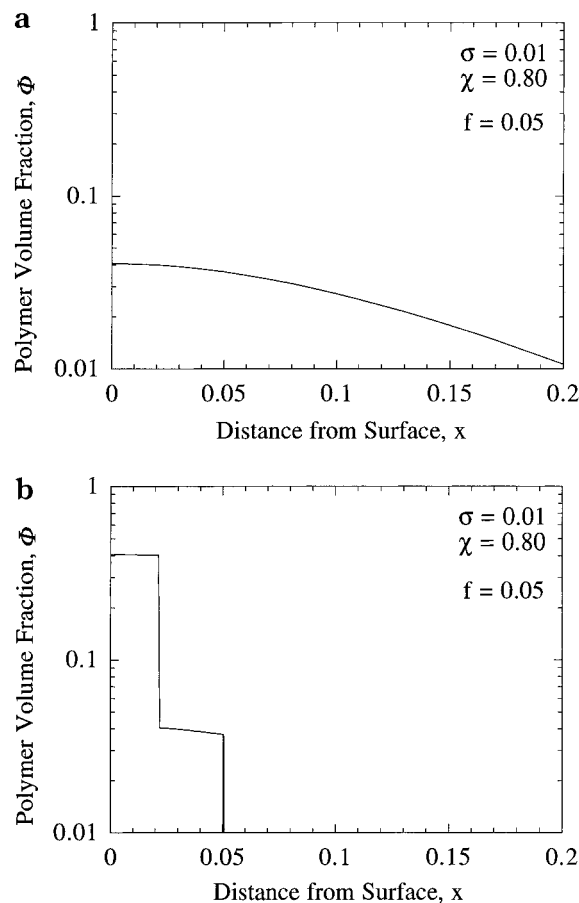 a
Polymer Volume Fraction, Φ
1
0.1
0.01
σ = 0.01
χ = 0.80
f = 0.05
0 0.05 0.1 0.15 0.2
Distance from Surface, x
b
Polymer Volume Fraction, Φ
1
0.1
0.01
σ = 0.01
χ = 0.80
f = 0.05
0 0.05 0.1 0.15 0.2
Distance from Surface, x